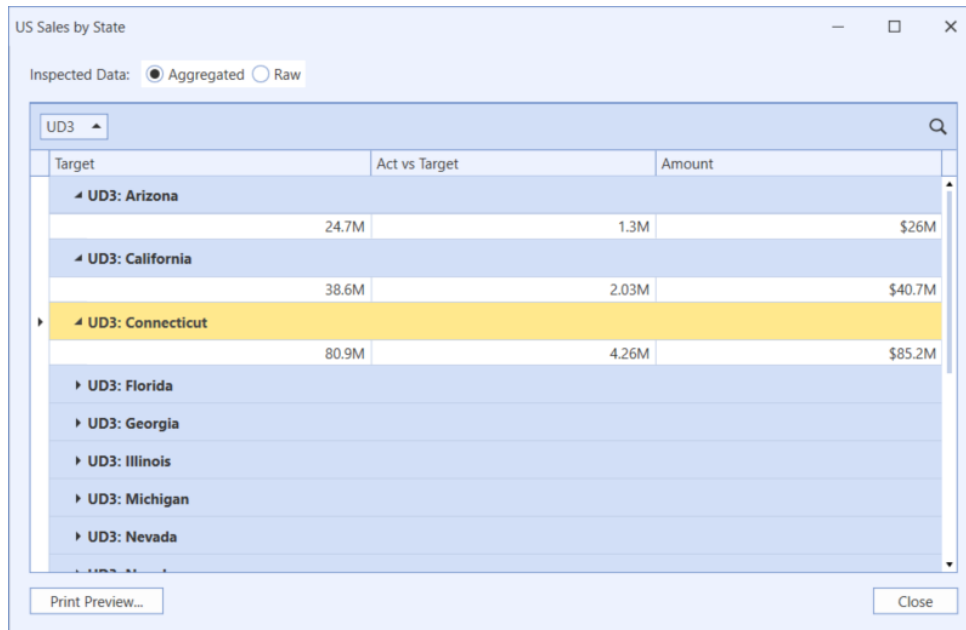 US Sales by State
Inspected Data: Aggregated Raw
UD3
Target Act vs Target Amount
UD3: Arizona
24.7M 1.3M $26M
UD3: California
38.6M 2.03M $40.7M
UD3: Connecticut
80.9M 4.26M $85.2M
UD3: Florida
UD3: Georgia
UD3: Illinois
UD3: Michigan
UD3: Nevada
Print Preview... Close